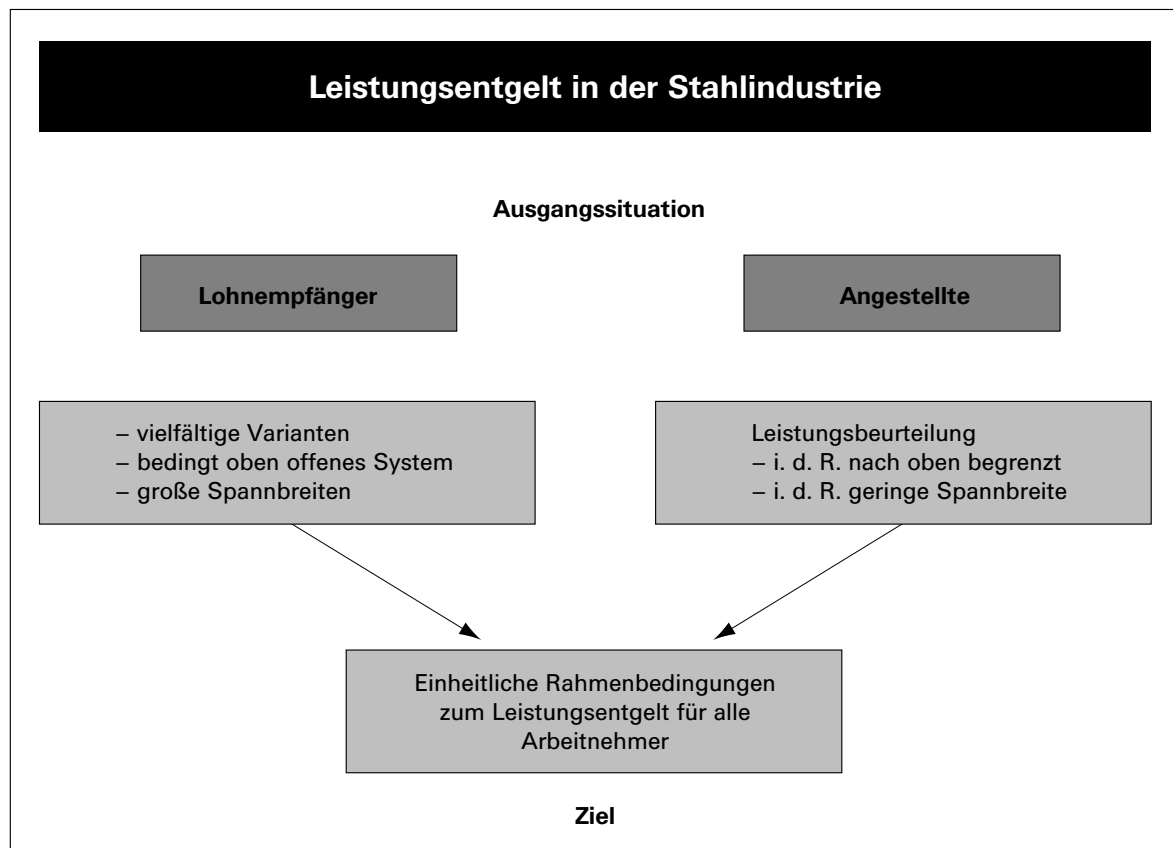 Leistungsentgelt in der Stahlindustrie
Ausgangssituation
Lohnempfänger
Angestellte
– vielfältige Varianten
– bedingt oben offenes System
– große Spannbreiten
Leistungsbeurteilung
– i. d. R. nach oben begrenzt
– i. d. R. geringe Spannbreite
Einheitliche Rahmenbedingungen
zum Leistungsentgelt für alle
Arbeitnehmer
Ziel